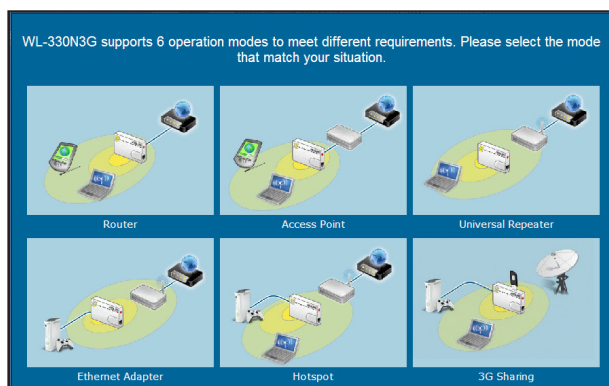 WL-330N3G supports 6 operation modes to meet different requirements. Please select the mode
that match your situation.
Router
Access Point
Universal Repeater
Ethernet Adapter
Hotspot
3G Sharing